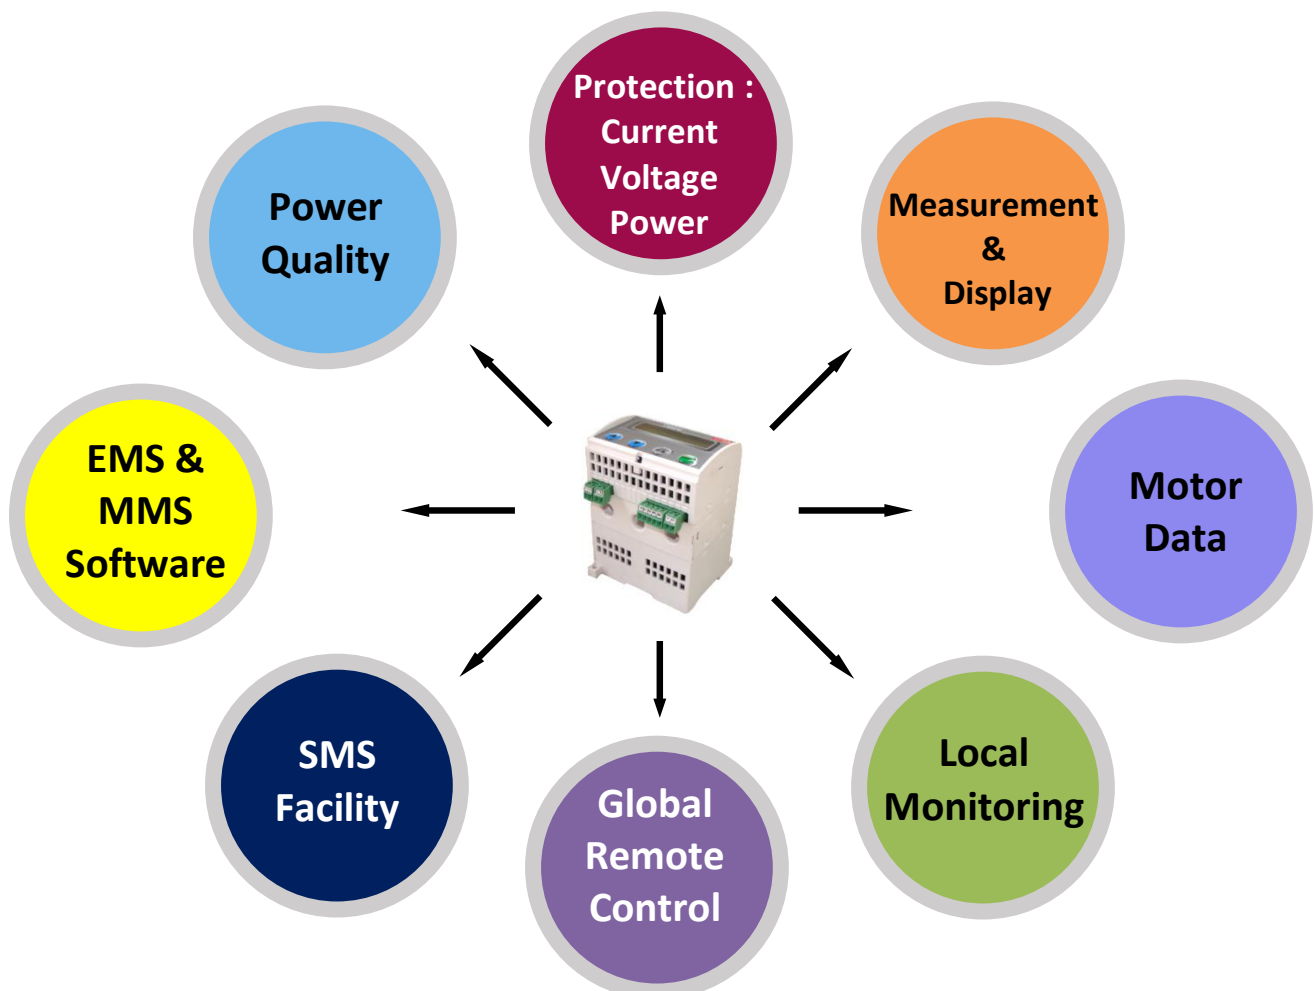 Protection :
Current
Voltage
Power
Measurement
&
Display
Motor
Data
Local
Monitoring
Global
Remote
Control
SMS
Facility
EMS &
MMS
Software
Power
Quality